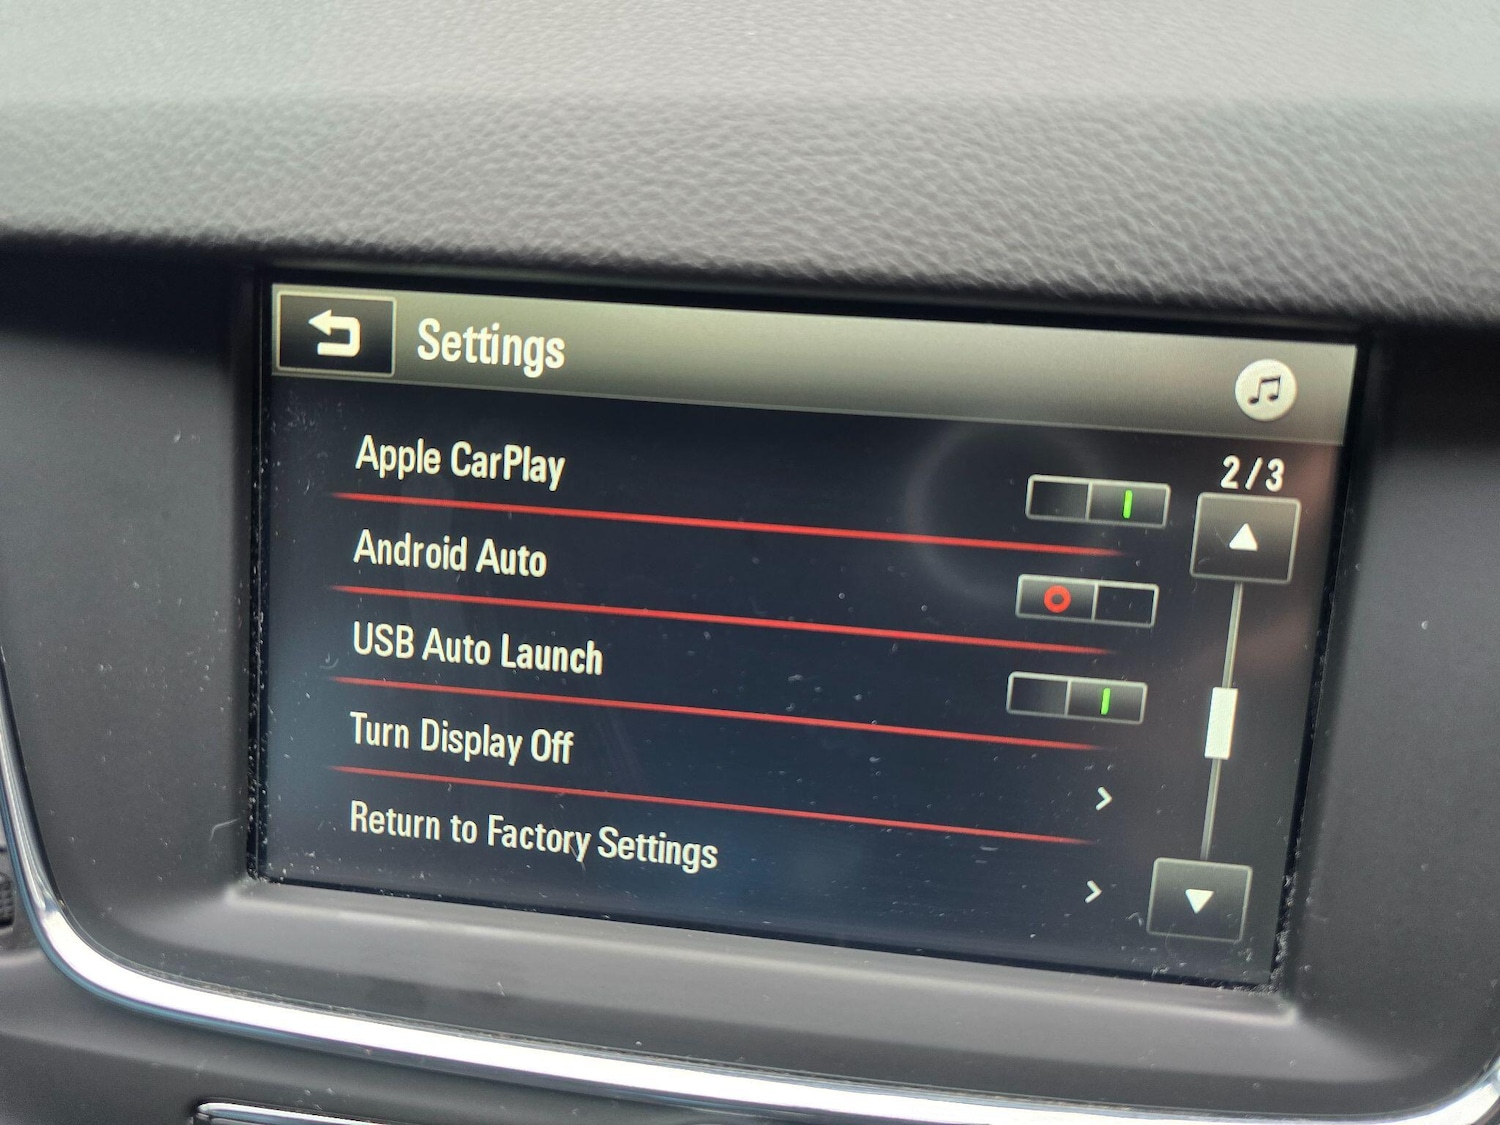 Settings
2/3
Apple CarPlay
Android Auto
USB Auto Launch
Turn Display Off
Return to Factory Settings